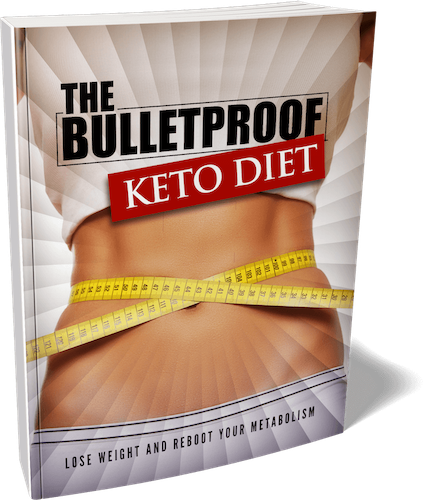 THE
BULLETPROOF
KETO DIET
LOSE WEIGHT AND REBOOT YOUR METABOLISM